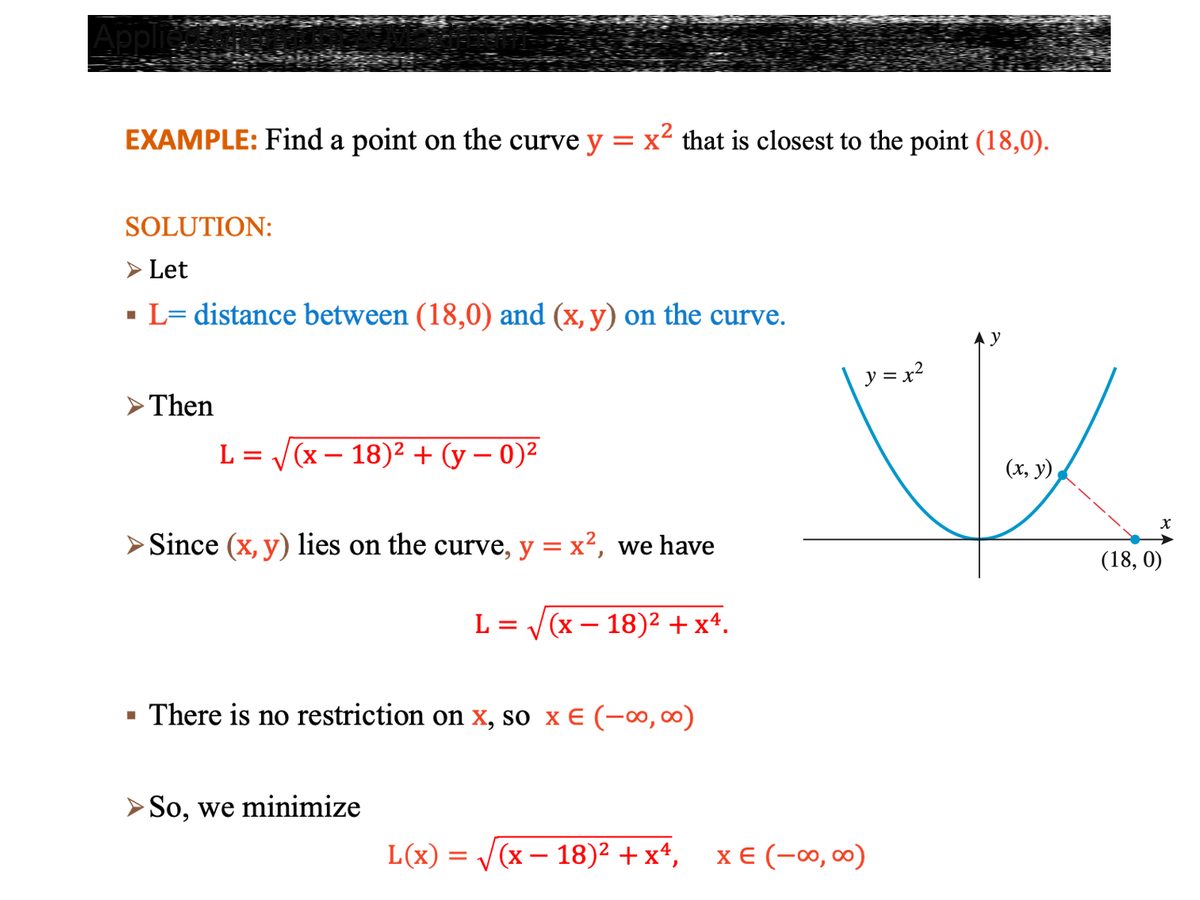 EXAMPLE: Find a point on the curve y = x² that is closest to the point (18,0).
SOLUTION:
➢ Let
▪ L= distance between (18,0) and (x, y) on the curve.
➢ Then
L = √(x − 18)² + (y − 0)²
➢ Since (x, y) lies on the curve, y = x², we have
L = √(x − 18)² + x⁴.
▪ There is no restriction on x, so x ∈ (−∞, ∞)
➢ So, we minimize
L(x) = √(x − 18)² + x⁴, x ∈ (−∞, ∞)
y
y = x²
(x, y)
x
(18, 0)